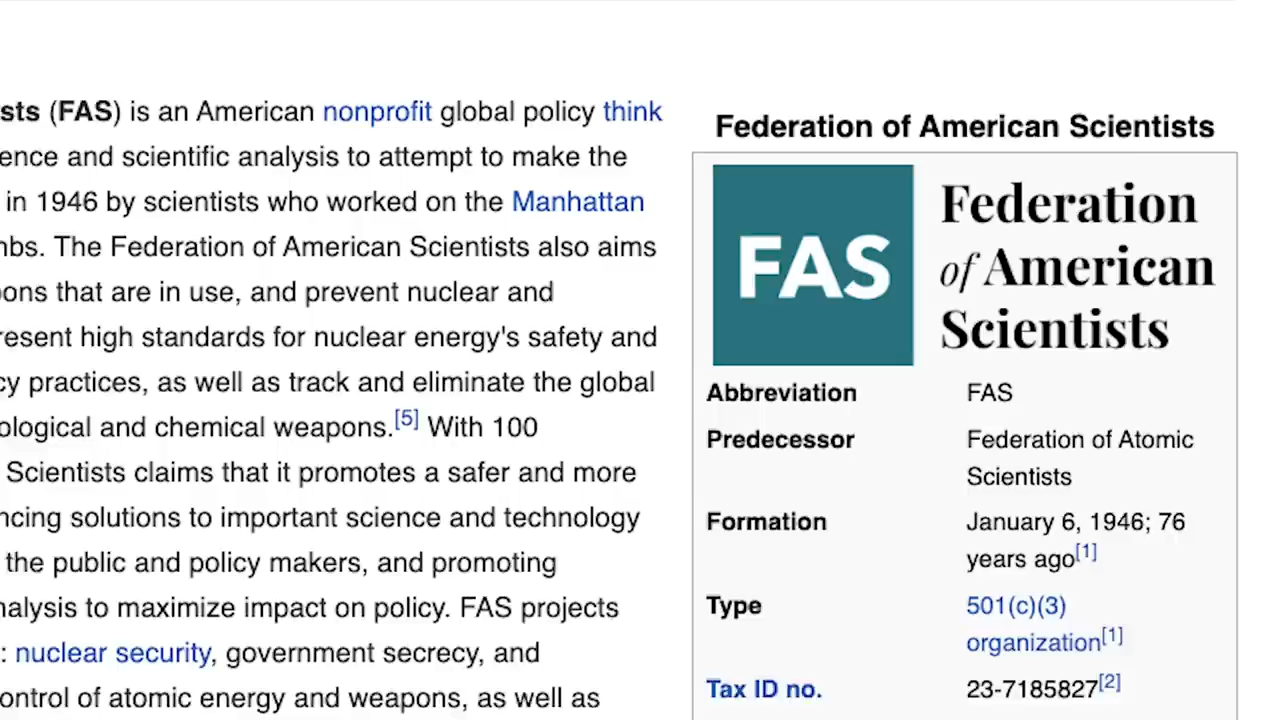 sts (FAS) is an American nonprofit global policy think
ence and scientific analysis to attempt to make the
in 1946 by scientists who worked on the Manhattan
mbs. The Federation of American Scientists also aims
ons that are in use, and prevent nuclear and
resent high standards for nuclear energy's safety and
cy practices, as well as track and eliminate the global
ological and chemical weapons.[5] With 100
Scientists claims that it promotes a safer and more
ncing solutions to important science and technology
the public and policy makers, and promoting
nalysis to maximize impact on policy. FAS projects
: nuclear security, government secrecy, and
ontrol of atomic energy and weapons, as well as
Federation of American Scientists
FAS
Federation
of American
Scientists
Abbreviation FAS
Predecessor Federation of Atomic
Scientists
Formation January 6, 1946; 76
years ago[1]
Type 501(c)(3)
organization[1]
Tax ID no. 23-7185827[2]